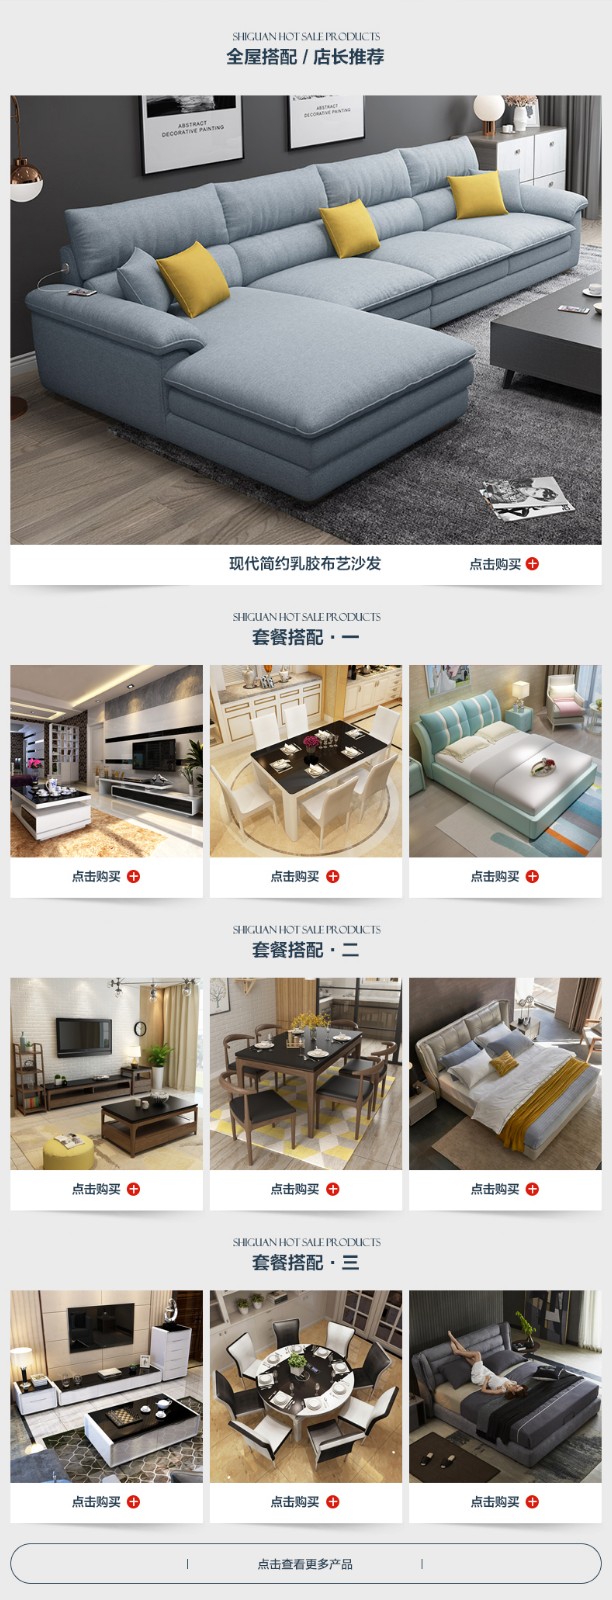 SHIGUAN HOT SALE PRODUCTS
全屋搭配 / 店长推荐
ABSTRACT
DECORATIVE PAINTING
ABSTRACT
DECORATIVE PAINTING
现代简约乳胶布艺沙发
点击购买
SHIGUAN HOT SALE PRODUCTS
套餐搭配 · 一
点击购买
点击购买
点击购买
SHIGUAN HOT SALE PRODUCTS
套餐搭配 · 二
点击购买
点击购买
点击购买
SHIGUAN HOT SALE PRODUCTS
套餐搭配 · 三
点击购买
点击购买
点击购买
点击查看更多产品